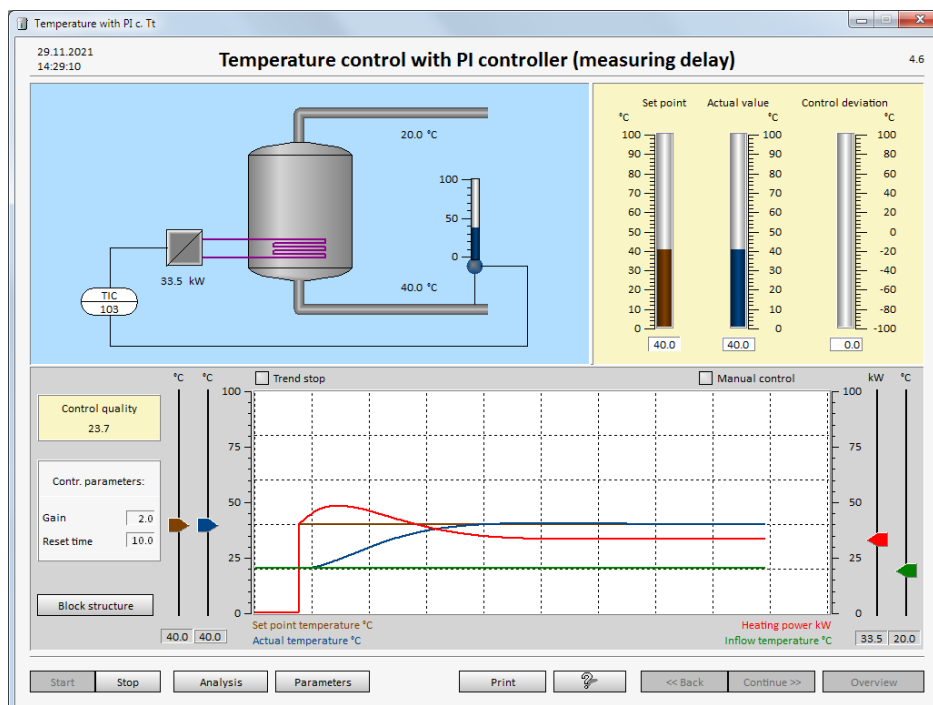 Temperature with PI c. Tt
29.11.2021
14:29:10
Temperature control with PI controller (measuring delay)
4.6
20.0 °C
100
50
0
33.5 kW
TIC
103
40.0 °C
Set point Actual value Control deviation
°C °C °C
100 100 100
90 90 80
80 80 60
70 70 40
60 60 20
50 50 0
40 40 -20
30 30 -40
20 20 -60
10 10 -80
0 0 -100
40.0 40.0 0.0
Control quality
23.7
Contr. parameters:
Gain 2.0
Reset time 10.0
Block structure
°C °C
40.0 40.0
Trend stop
Manual control
100
75
50
25
0
100
75
50
25
0
kW °C
33.5 20.0
Set point temperature °C
Actual temperature °C
Heating power kW
Inflow temperature °C
Start Stop Analysis Parameters Print ? << Back Continue >> Overview